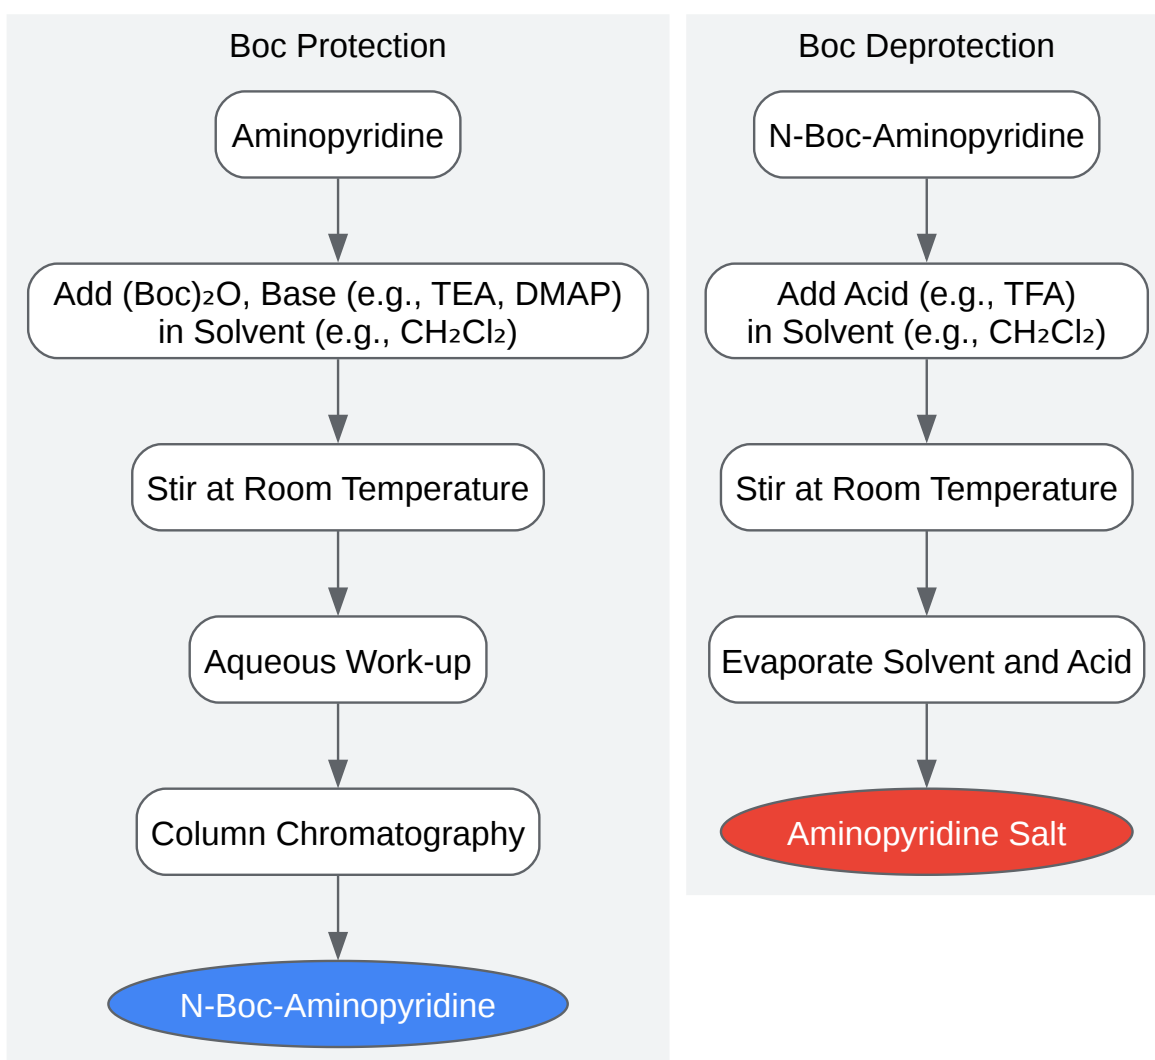 Boc Protection
Aminopyridine
Add (Boc)₂O, Base (e.g., TEA, DMAP)
in Solvent (e.g., CH₂Cl₂)
Stir at Room Temperature
Aqueous Work-up
Column Chromatography
N-Boc-Aminopyridine
Boc Deprotection
N-Boc-Aminopyridine
Add Acid (e.g., TFA)
in Solvent (e.g., CH₂Cl₂)
Stir at Room Temperature
Evaporate Solvent and Acid
Aminopyridine Salt